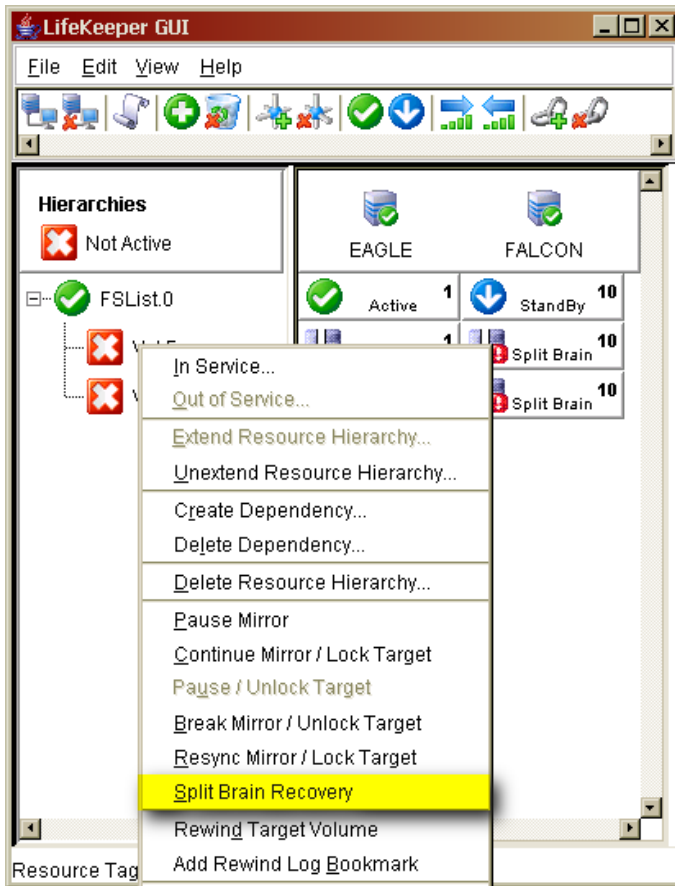 LifeKeeper GUI
File Edit View Help
Hierarchies
Not Active
EAGLE FALCON
FSList.0
Active 1 StandBy 10
1 Split Brain 10
Split Brain 10
In Service...
Out of Service...
Extend Resource Hierarchy...
Unextend Resource Hierarchy...
Create Dependency...
Delete Dependency...
Delete Resource Hierarchy...
Pause Mirror
Continue Mirror / Lock Target
Pause / Unlock Target
Break Mirror / Unlock Target
Resync Mirror / Lock Target
Split Brain Recovery
Rewind Target Volume
Add Rewind Log Bookmark
Resource Tag